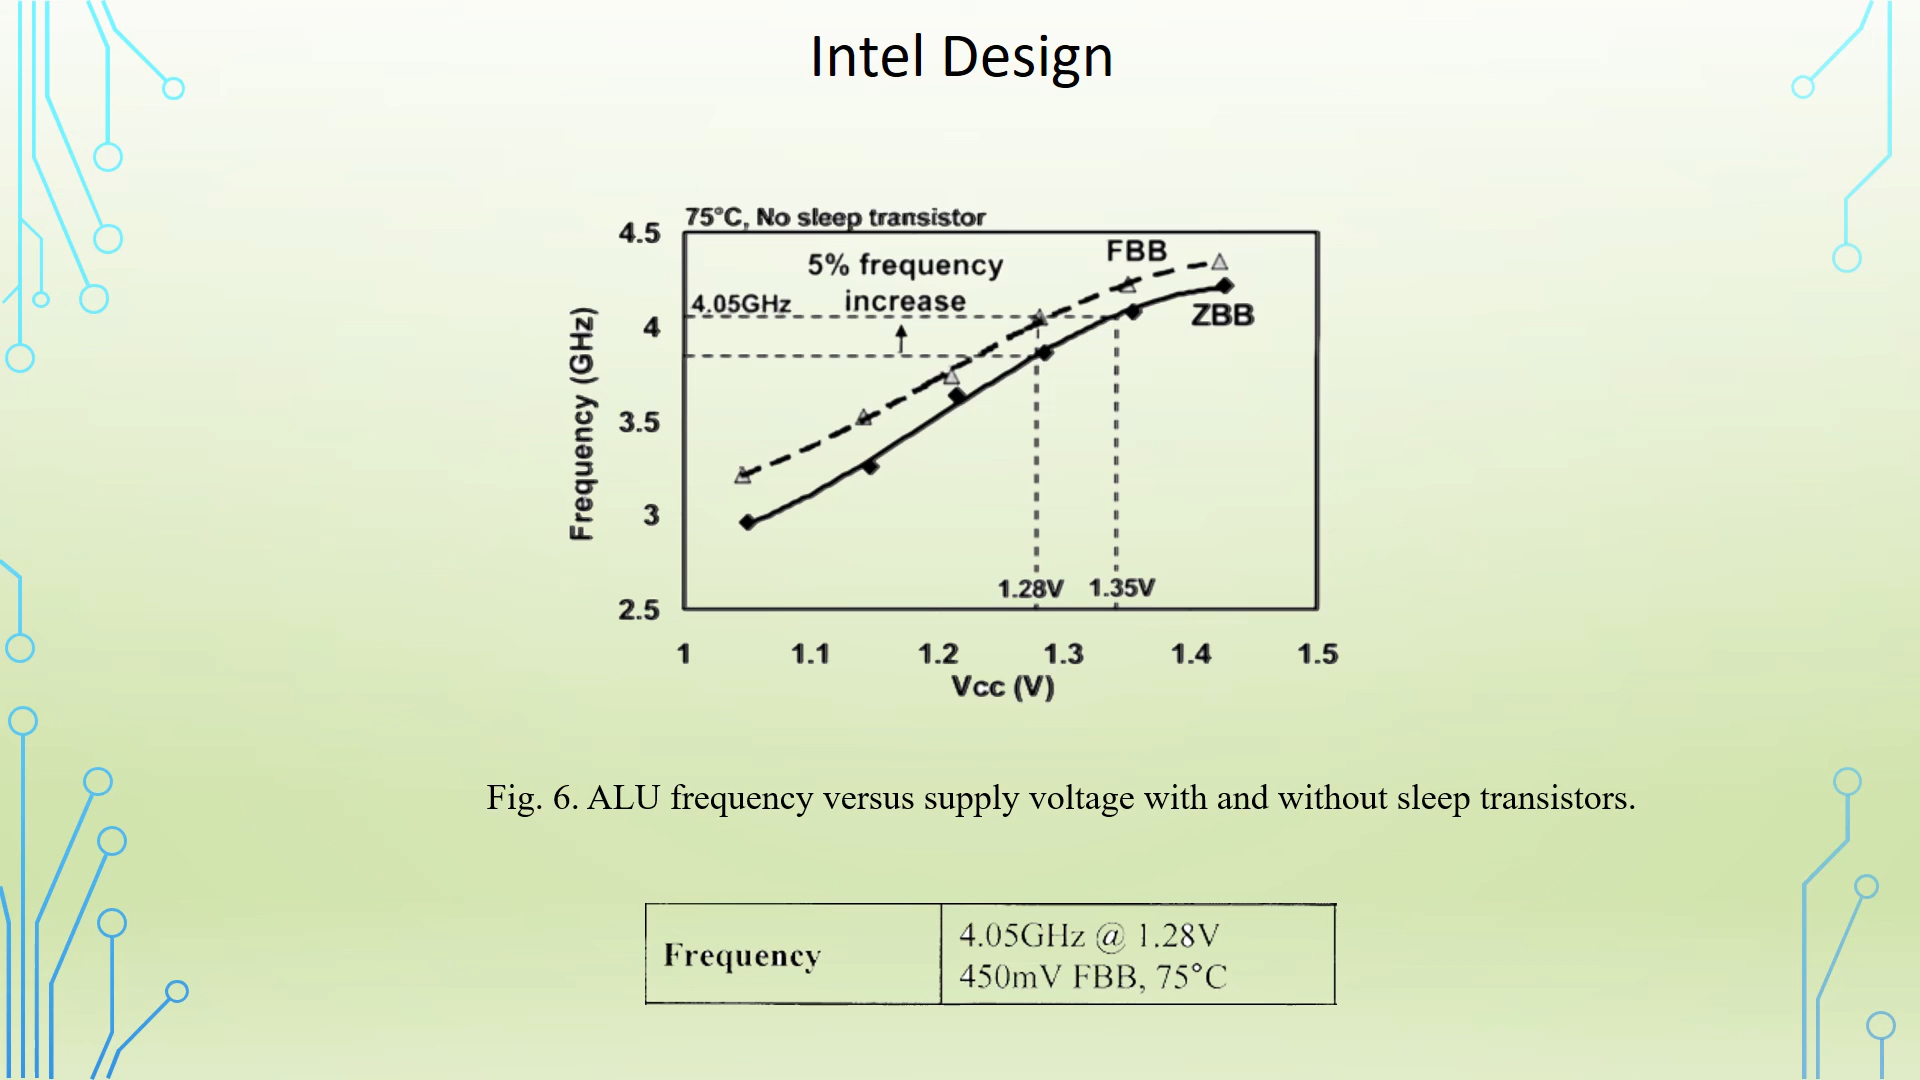 Intel Design
75°C, No sleep transistor
4.5
4
3.5
3
2.5
Frequency (GHz)
5% frequency
increase
4.05GHz
FBB
ZBB
1.28V
1.35V
1
1.1
1.2
1.3
1.4
1.5
Vcc (V)
Fig. 6. ALU frequency versus supply voltage with and without sleep transistors.
Frequency
4.05GHz @ 1.28V
450mV FBB, 75°C